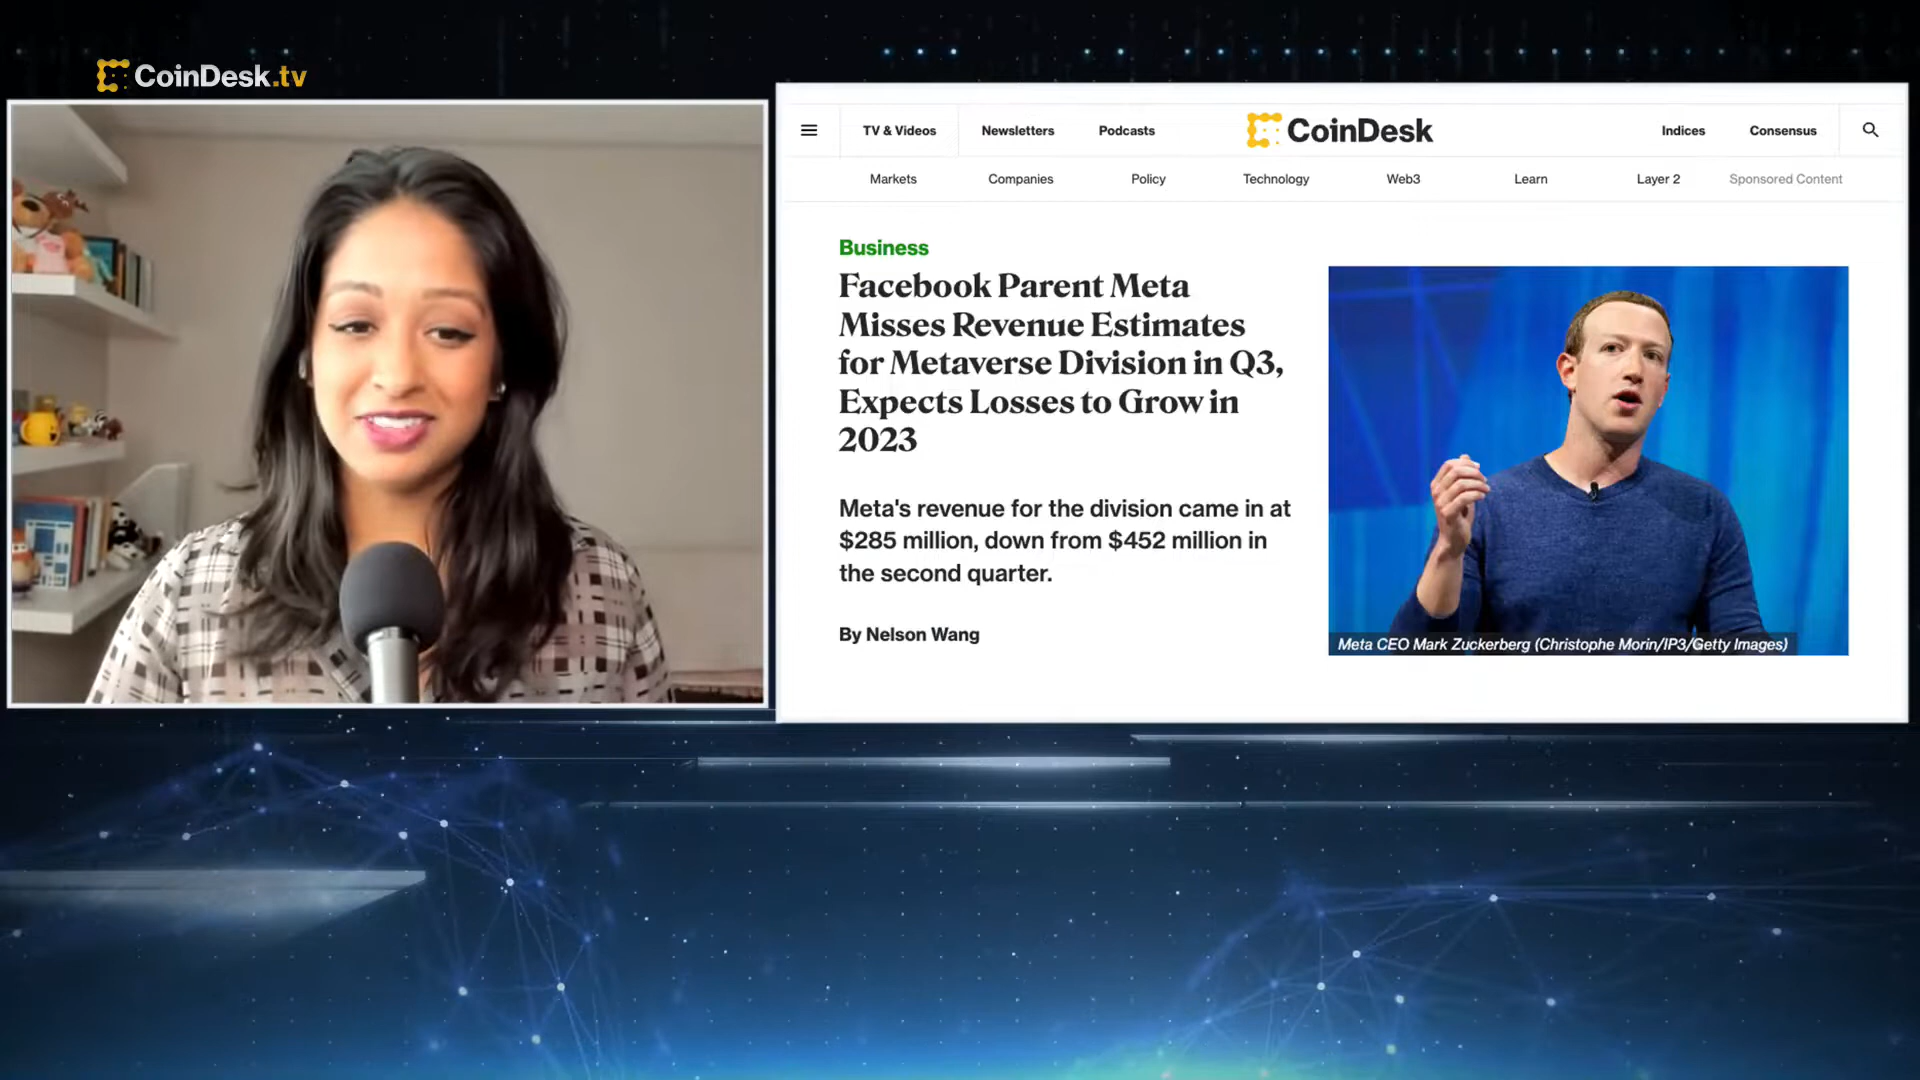 CoinDesk.tv
TV & Videos
Newsletters
Podcasts
CoinDesk
Indices
Consensus
Markets
Companies
Policy
Technology
Web3
Learn
Layer 2
Sponsored Content
Business
Facebook Parent Meta
Misses Revenue Estimates
for Metaverse Division in Q3,
Expects Losses to Grow in
2023
Meta's revenue for the division came in at
$285 million, down from $452 million in
the second quarter.
By Nelson Wang
Meta CEO Mark Zuckerberg (Christophe Morin/IP3/Getty Images)